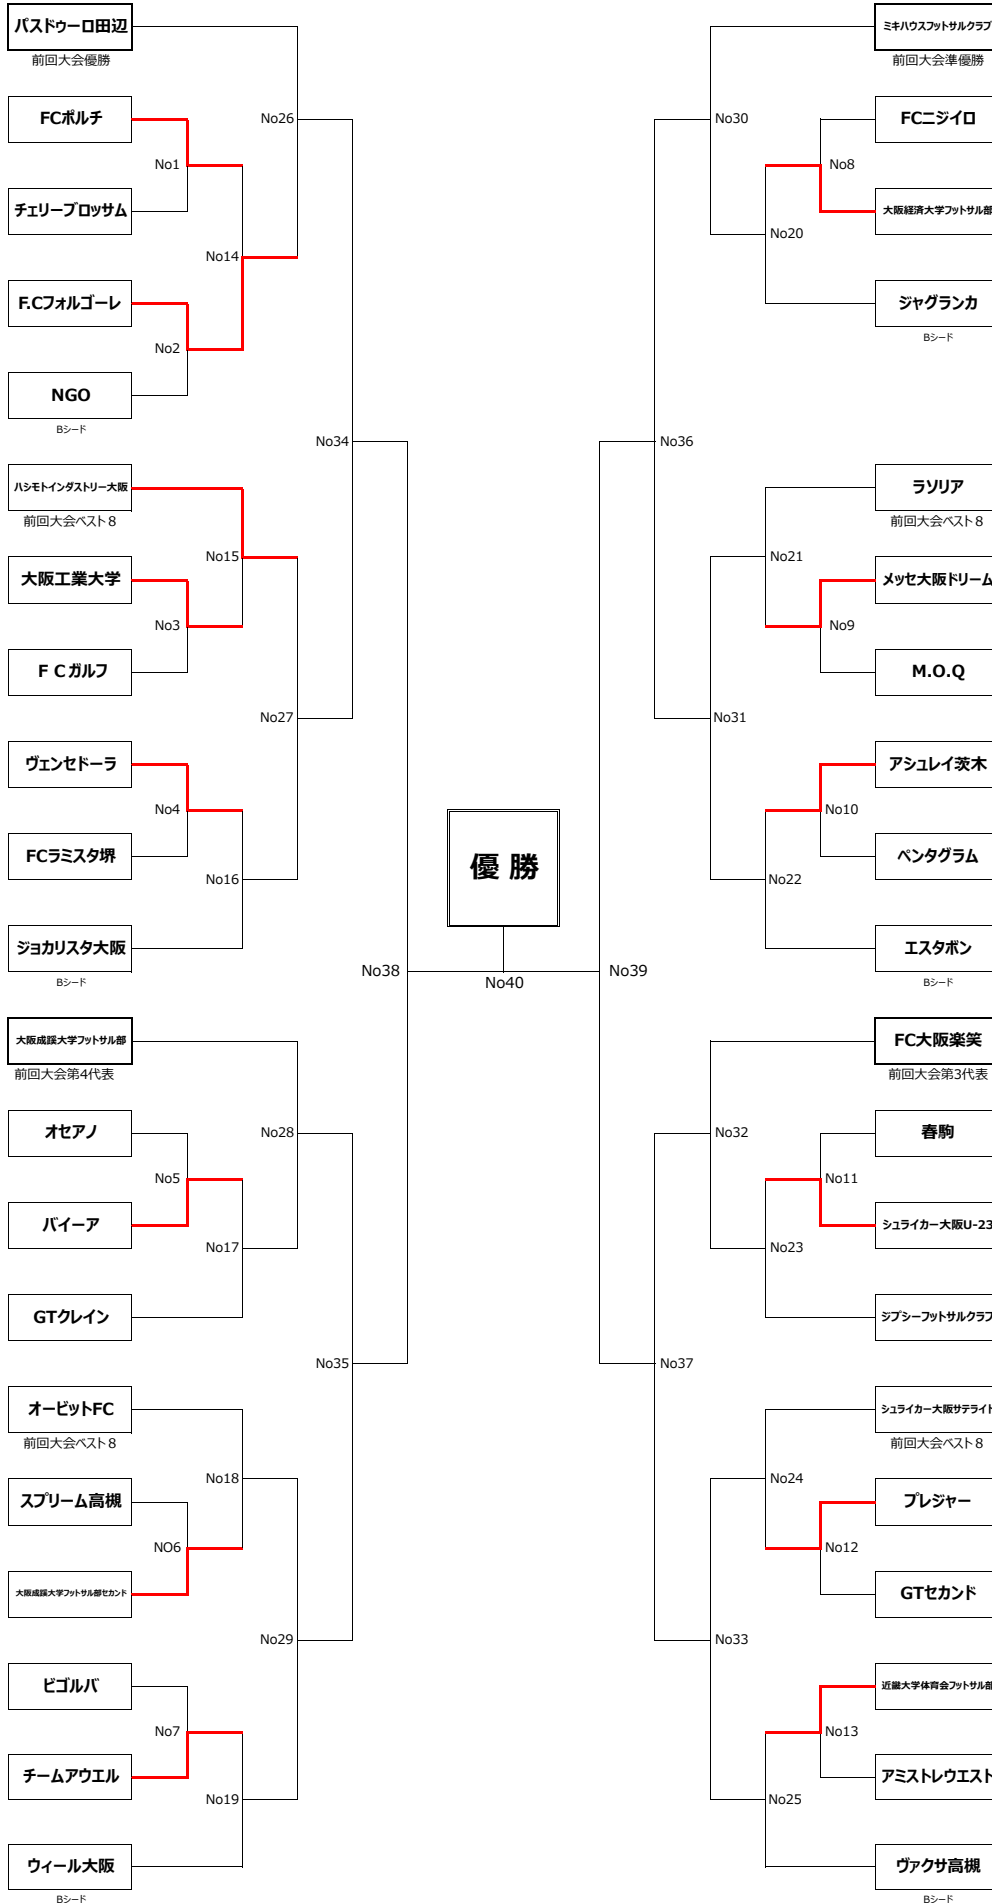 パスドゥーロ田辺
前回大会優勝
FCポルチ
No1
チェリーブロッサム
No14
No26
F.Cフォルゴーレ
No2
NGO
Bシード
No34
ハシモトインダストリー大阪
前回大会ベスト8
No15
大阪工業大学
No3
ＦＣガルフ
No27
ヴェンセドーラ
No4
FCラミスタ堺
No16
ジョカリスタ大阪
Bシード
No38
大阪成蹊大学フットサル部
前回大会第4代表
No28
オセアノ
No5
バイーア
No17
GTクレイン
No35
オービットFC
前回大会ベスト8
No18
スプリーム高槻
NO6
大阪成蹊大学フットサル部セカンド
No29
ビゴルバ
No7
チームアウエル
No19
ウィール大阪
Bシード
優勝
No40
ミキハウスフットサルクラブ
前回大会準優勝
No30
FCニジイロ
No8
大阪経済大学フットサル部
No20
ジャグランカ
Bシード
No36
ラソリア
前回大会ベスト8
No21
メッセ大阪ドリーム
No9
M.O.Q
No31
アシュレイ茨木
No10
ペンタグラム
No22
エスタボン
Bシード
No39
FC大阪楽笑
前回大会第3代表
No32
春駒
No11
シュライカー大阪U-23
No23
ジプシーフットサルクラブ
No37
シュライカー大阪サテライト
前回大会ベスト8
No24
プレジャー
No12
GTセカンド
No33
近畿大学体育会フットサル部
No13
アミストレウエスト
No25
ヴァクサ高槻
Bシード